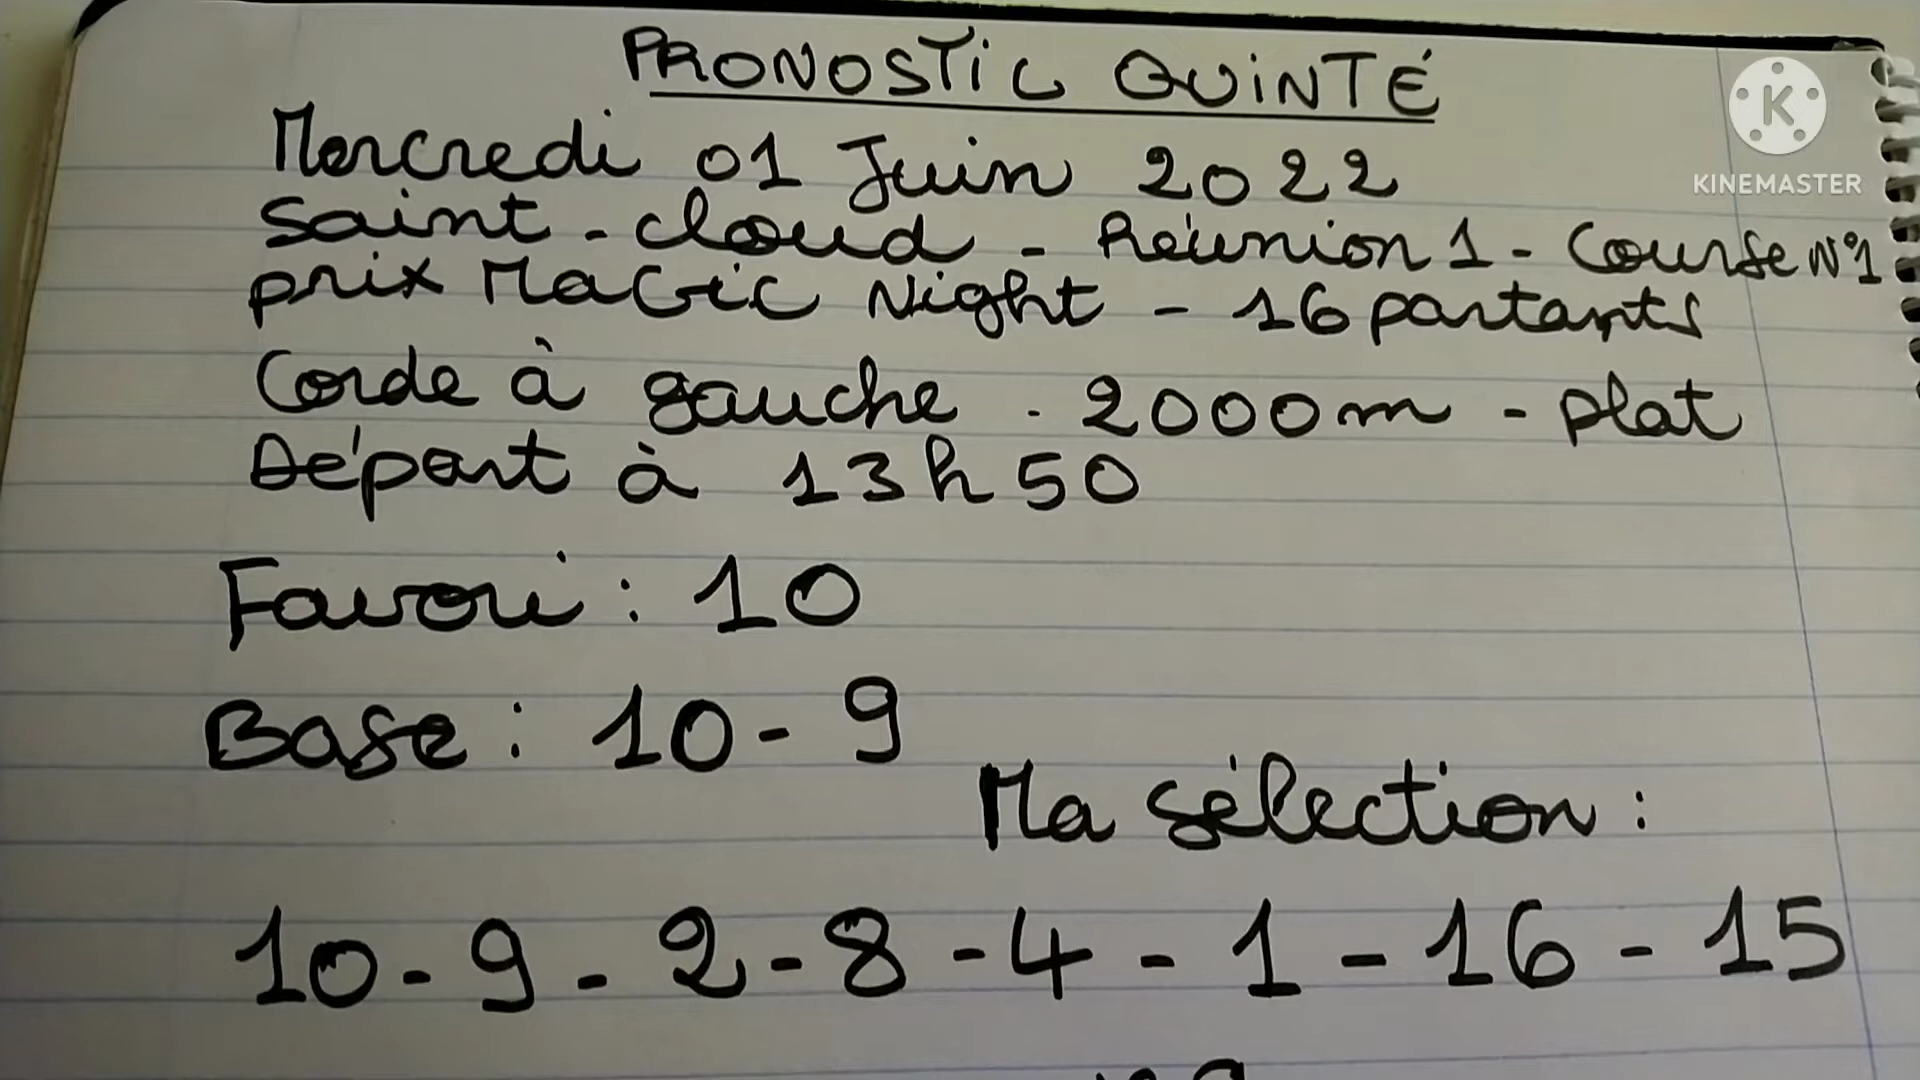 PRONOSTIC QUINTÉ
Mercredi 01 Juin 2022
Saint-cloud - Réunion 1 - Course N°1
prix MaGic Night - 16 partants
Corde à gauche - 2000m - plat
Départ à 13h50
Favori : 10
Base : 10-9
Ma sélection :
10-9-2-8-4-1-16-15
K
KINEMASTER